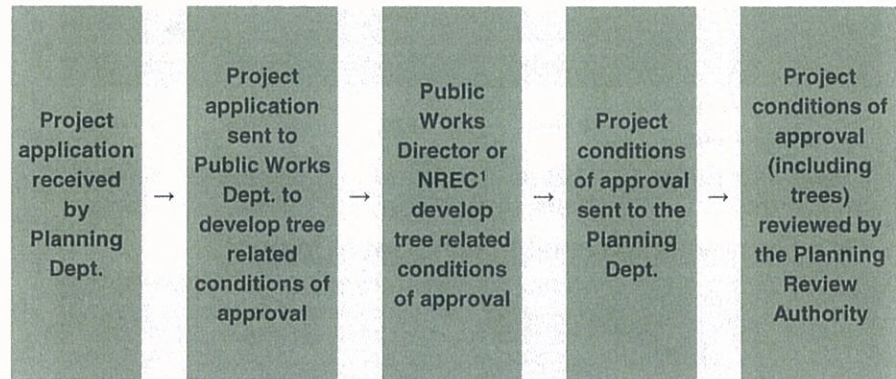 Project
application
received
by
Planning
Dept.
→
Project
application
sent to
Public Works
Dept. to
develop tree
related
conditions of
approval
→
Public
Works
Director or
NREC¹
develop
tree related
conditions
of approval
→
Project
conditions
of approval
sent to the
Planning
Dept.
→
Project
conditions of
approval
(including
trees)
reviewed by
the Planning
Review
Authority